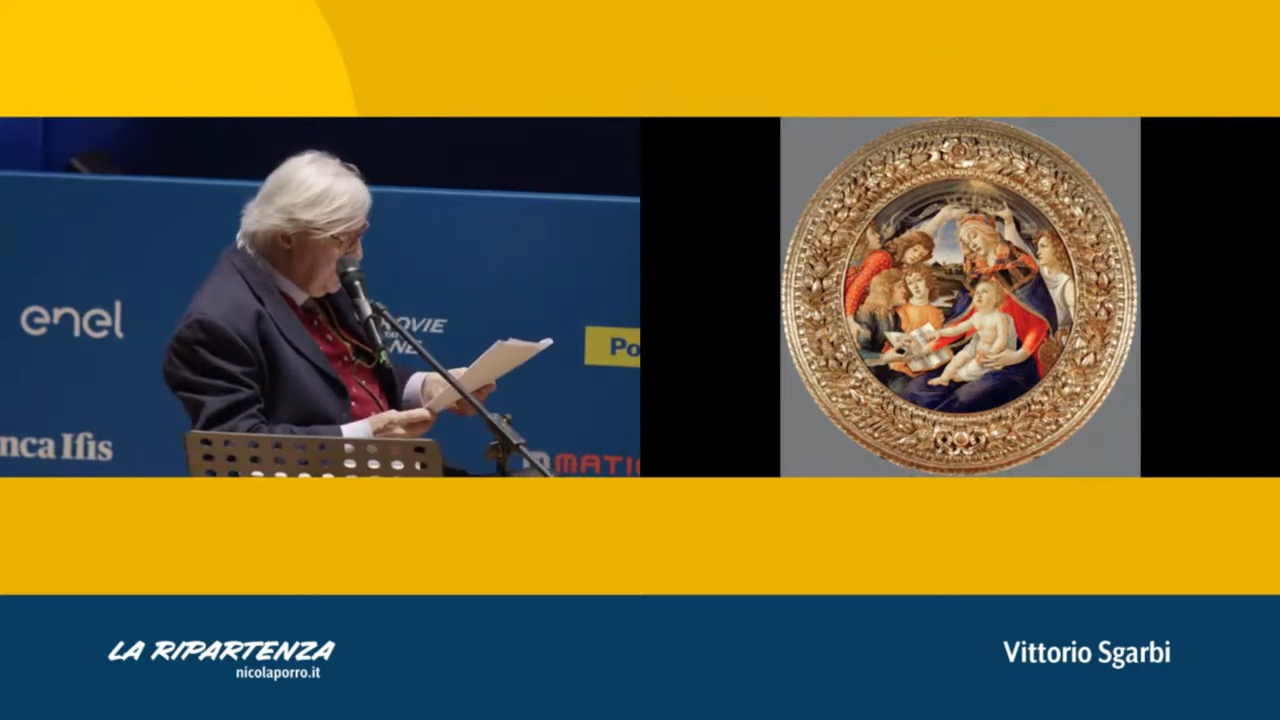 enel
nca Ifis
OVIE
NE
Po
MATI
LA RIPARTENZA
nicolaporro.it
Vittorio Sgarbi